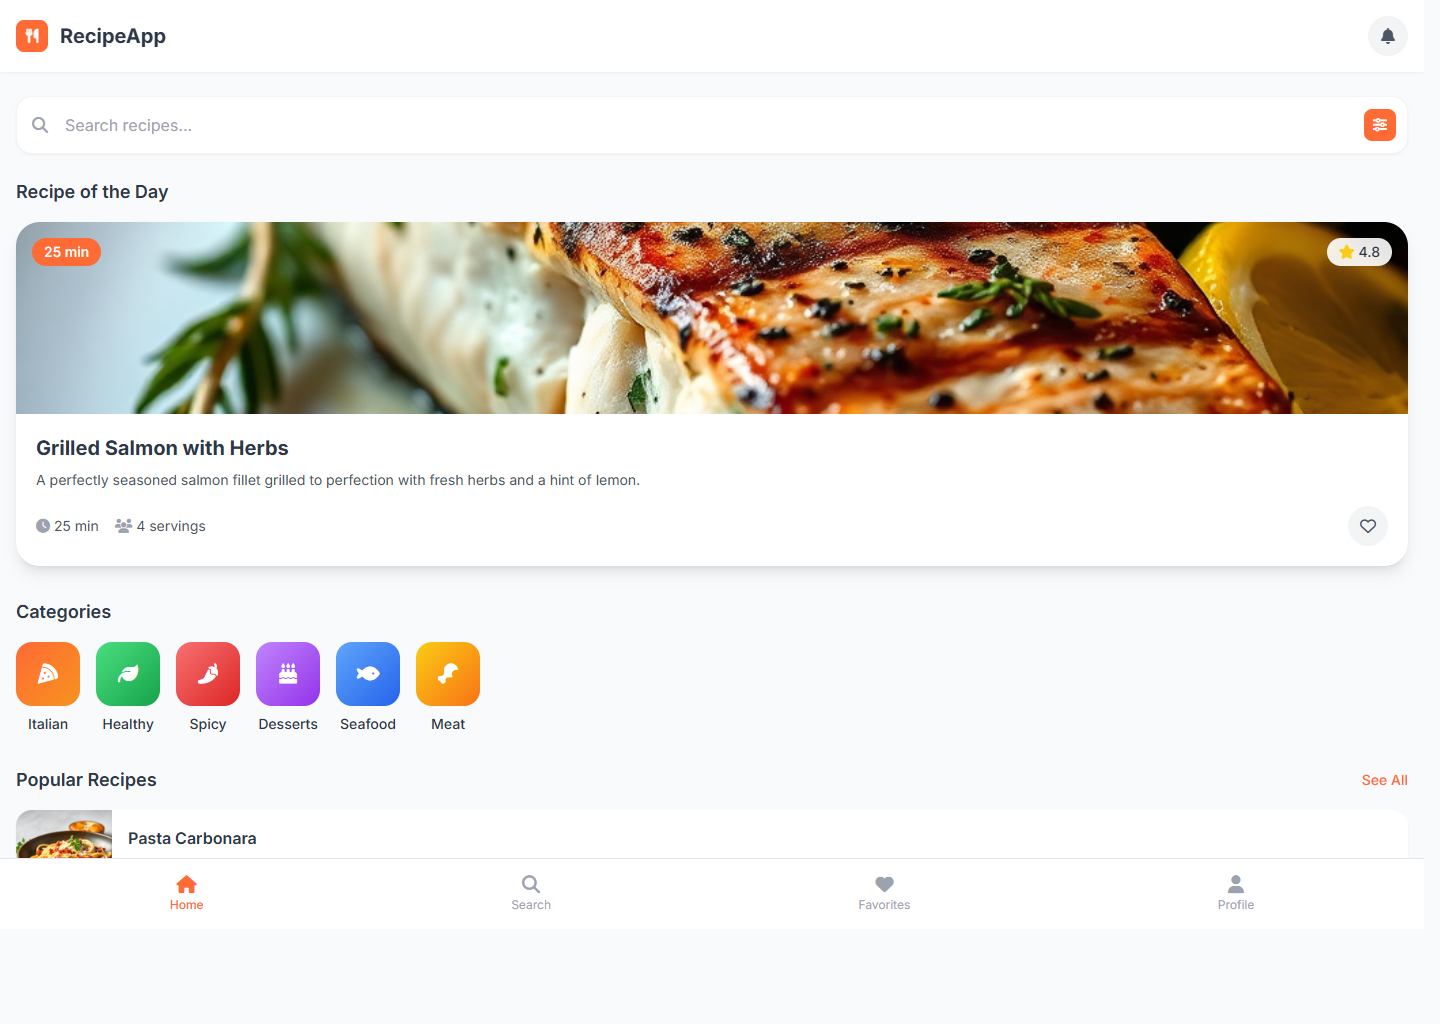 RecipeApp
Search recipes...
Recipe of the Day
25 min
4.8
Grilled Salmon with Herbs
A perfectly seasoned salmon fillet grilled to perfection with fresh herbs and a hint of lemon.
25 min 4 servings
Categories
Italian Healthy Spicy Desserts Seafood Meat
Popular Recipes See All
Pasta Carbonara
Home Search Favorites Profile